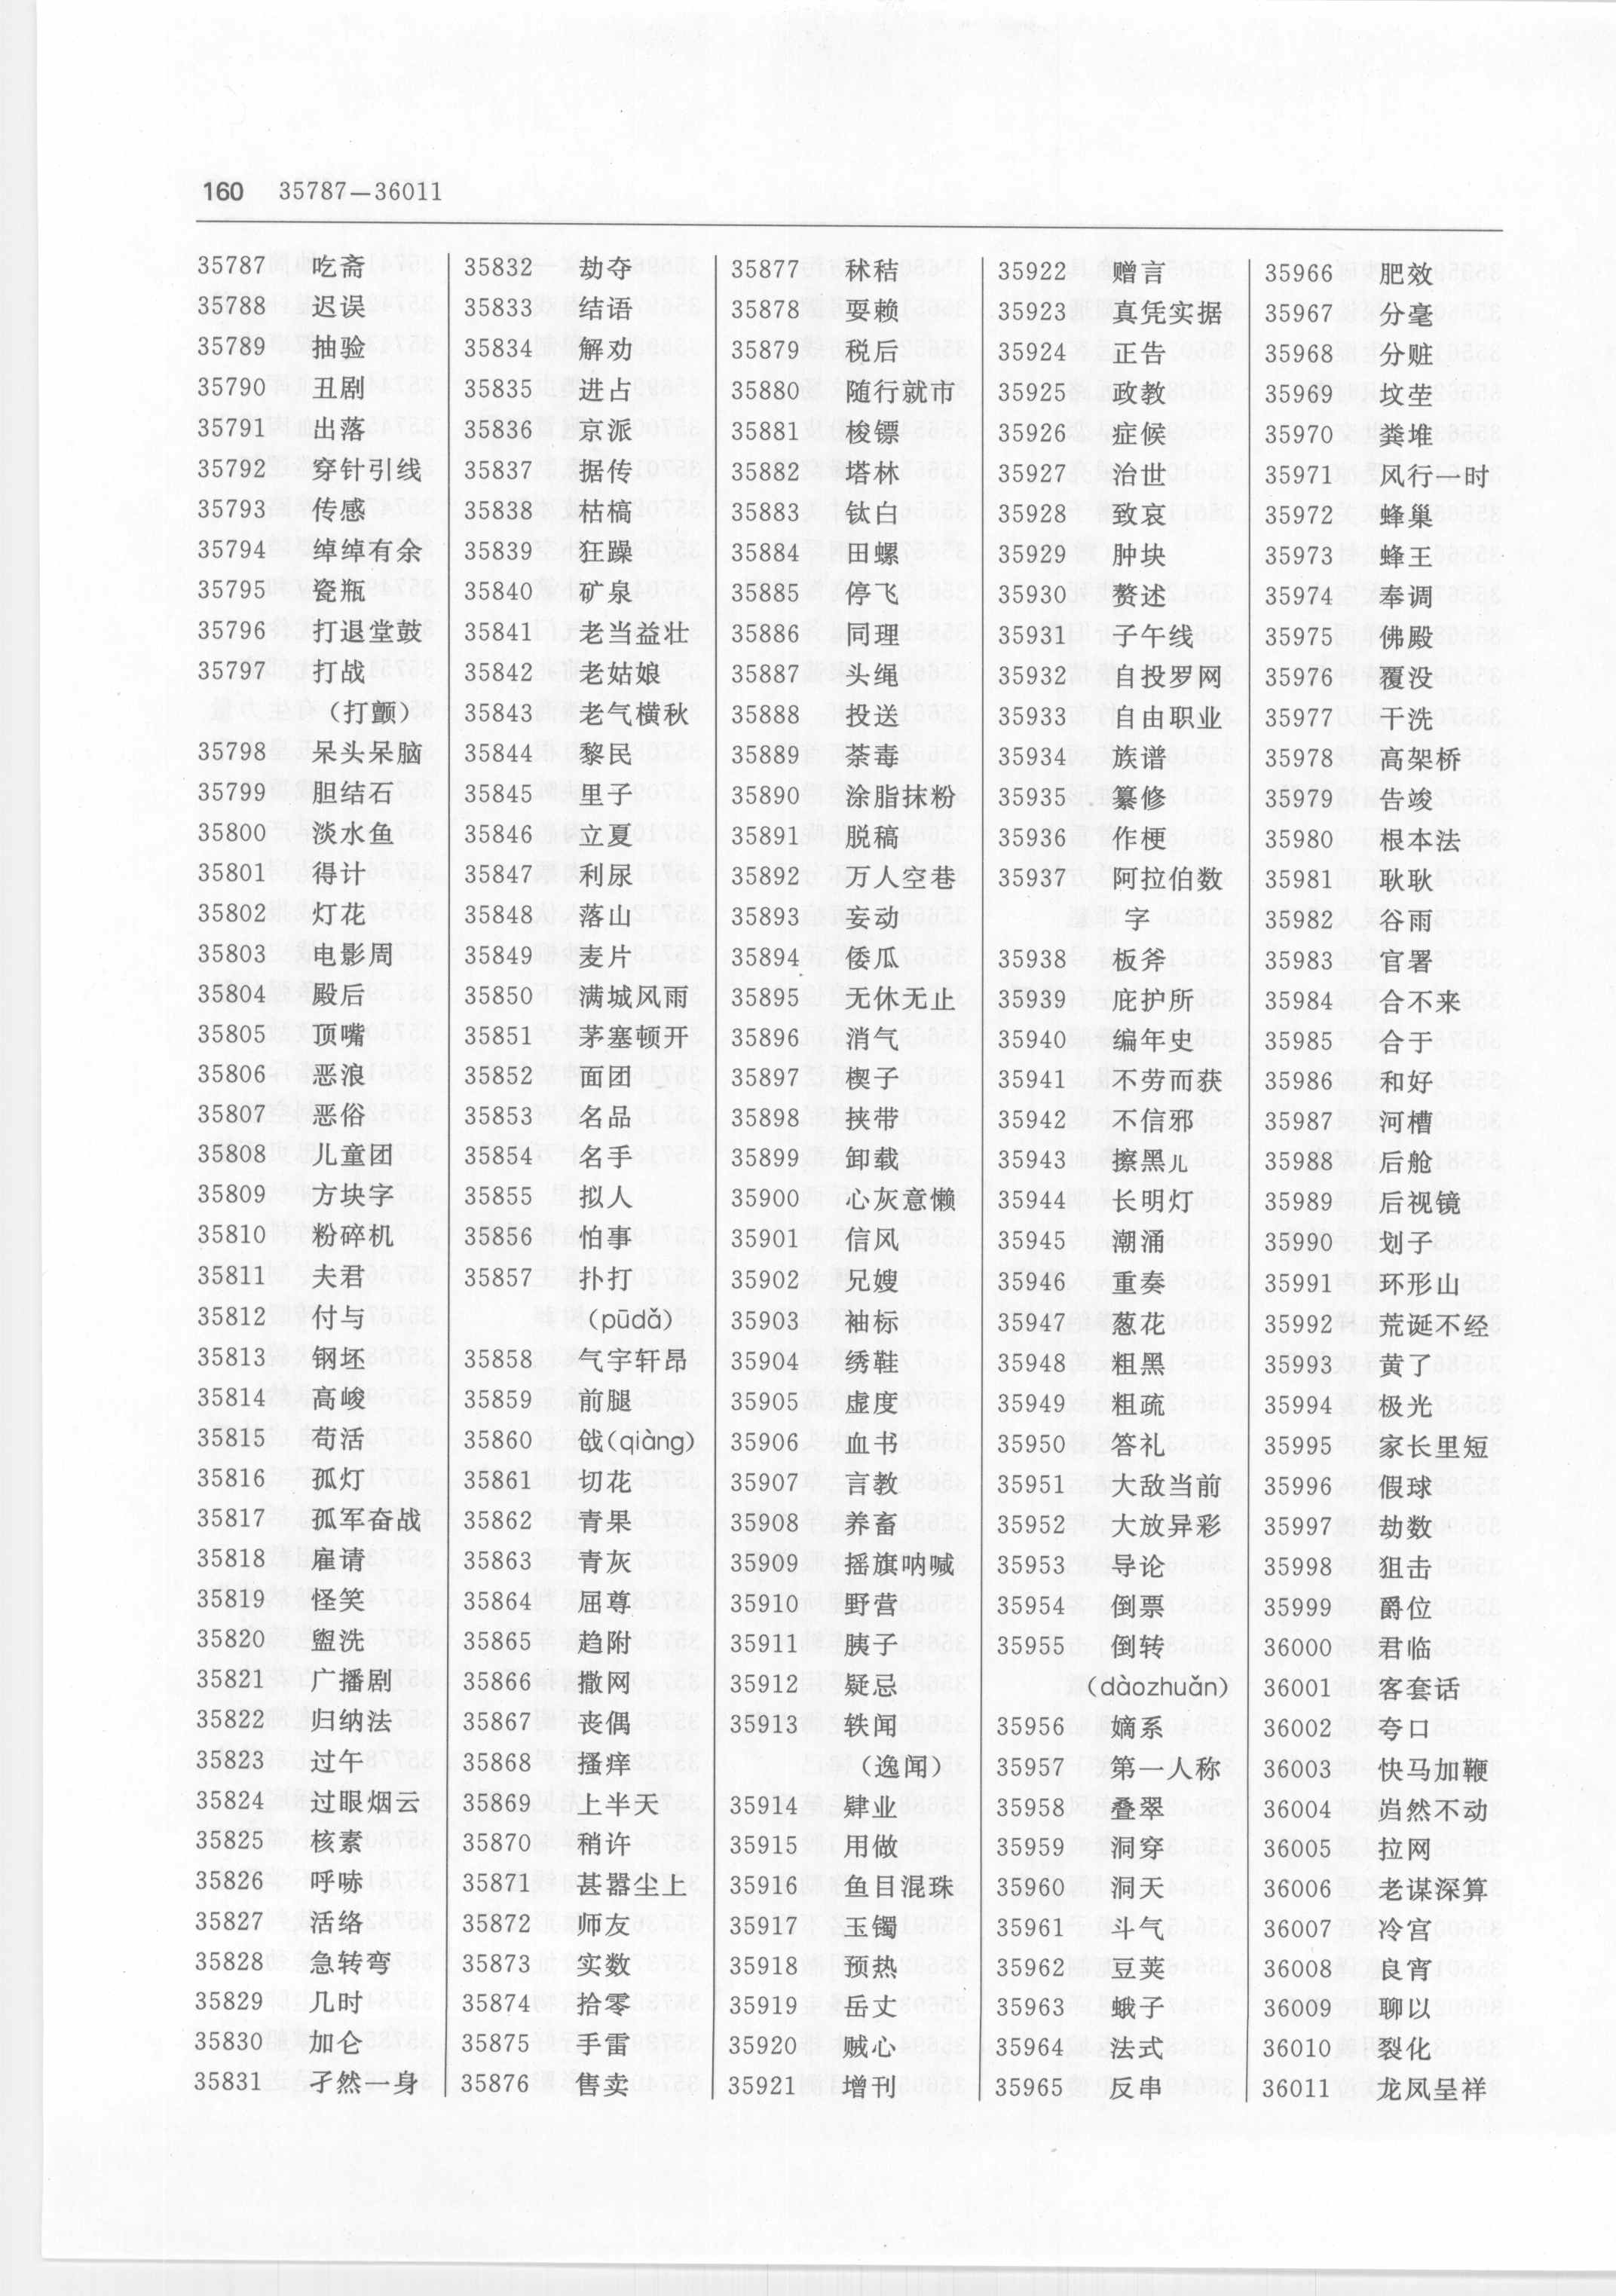 160 35787—36011
35787 吃斋
35788 迟误
35789 抽验
35790 丑剧
35791 出落
35792 穿针引线
35793 传感
35794 绰绰有余
35795 瓷瓶
35796 打退堂鼓
35797 打战
（打颤）
35798 呆头呆脑
35799 胆结石
35800 淡水鱼
35801 得计
35802 灯花
35803 电影周
35804 殿后
35805 顶嘴
35806 恶浪
35807 恶俗
35808 儿童团
35809 方块字
35810 粉碎机
35811 夫君
35812 付与
35813 钢坯
35814 高峻
35815 苟活
35816 孤灯
35817 孤军奋战
35818 雇请
35819 怪笑
35820 盥洗
35821 广播剧
35822 归纳法
35823 过午
35824 过眼烟云
35825 核素
35826 呼哧
35827 活络
35828 急转弯
35829 几时
35830 加仑
35831 孑然一身
35832 劫夺
35833 结语
35834 解劝
35835 进占
35836 京派
35837 据传
35838 枯槁
35839 狂躁
35840 矿泉
35841 老当益壮
35842 老姑娘
35843 老气横秋
35844 黎民
35845 里子
35846 立夏
35847 利尿
35848 落山
35849 麦片
35850 满城风雨
35851 茅塞顿开
35852 面团
35853 名品
35854 名手
35855 拟人
35856 怕事
35857 扑打
（pūdǎ）
35858 气宇轩昂
35859 前腿
35860 戗(qiàng)
35861 切花
35862 青果
35863 青灰
35864 屈尊
35865 趋附
35866 撒网
35867 丧偶
35868 搔痒
35869 上半天
35870 稍许
35871 甚嚣尘上
35872 师友
35873 实数
35874 拾零
35875 手雷
35876 售卖
35877 秫秸
35878 耍赖
35879 税后
35880 随行就市
35881 梭镖
35882 塔林
35883 钛白
35884 田螺
35885 停飞
35886 同理
35887 头绳
35888 投送
35889 荼毒
35890 涂脂抹粉
35891 脱稿
35892 万人空巷
35893 妄动
35894 倭瓜
35895 无休无止
35896 消气
35897 楔子
35898 挟带
35899 卸载
35900 心灰意懒
35901 信风
35902 兄嫂
35903 袖标
35904 绣鞋
35905 虚度
35906 血书
35907 言教
35908 养畜
35909 摇旗呐喊
35910 野营
35911 胰子
35912 疑忌
35913 轶闻
（逸闻）
35914 肄业
35915 用做
35916 鱼目混珠
35917 玉镯
35918 预热
35919 岳丈
35920 贼心
35921 增刊
35922 赠言
35923 真凭实据
35924 正告
35925 政教
35926 症候
35927 治世
35928 致哀
35929 肿块
35930 赘述
35931 子午线
35932 自投罗网
35933 自由职业
35934 族谱
35935 纂修
35936 作梗
35937 阿拉伯数
字
35938 板斧
35939 庇护所
35940 编年史
35941 不劳而获
35942 不信邪
35943 擦黑儿
35944 长明灯
35945 潮涌
35946 重奏
35947 葱花
35948 粗黑
35949 粗疏
35950 答礼
35951 大敌当前
35952 大放异彩
35953 导论
35954 倒票
35955 倒转
（dàozhuǎn）
35956 嫡系
35957 第一人称
35958 叠翠
35959 洞穿
35960 洞天
35961 斗气
35962 豆荚
35963 蛾子
35964 法式
35965 反串
35966 肥效
35967 分毫
35968 分赃
35969 坟茔
35970 粪堆
35971 风行一时
35972 蜂巢
35973 蜂王
35974 奉调
35975 佛殿
35976 覆没
35977 干洗
35978 高架桥
35979 告竣
35980 根本法
35981 耿耿
35982 谷雨
35983 官署
35984 合不来
35985 合于
35986 和好
35987 河槽
35988 后舱
35989 后视镜
35990 划子
35991 环形山
35992 荒诞不经
35993 黄了
35994 极光
35995 家长里短
35996 假球
35997 劫数
35998 狙击
35999 爵位
36000 君临
36001 客套话
36002 夸口
36003 快马加鞭
36004 岿然不动
36005 拉网
36006 老谋深算
36007 冷宫
36008 良宵
36009 聊以
36010 裂化
36011 龙凤呈祥